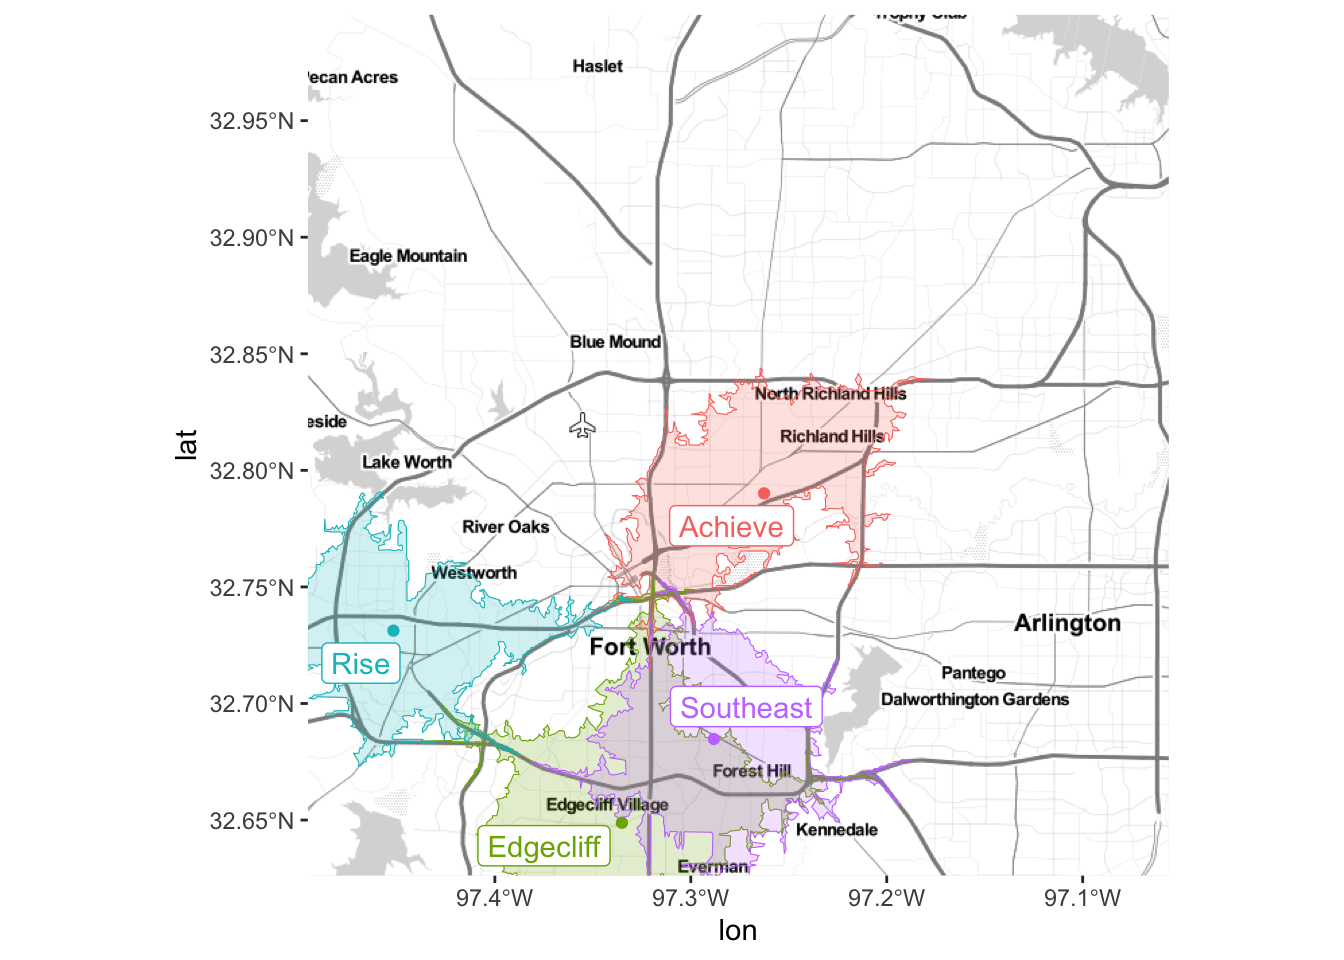 Trophy Club
Haslet
Pecan Acres
32.95°N
32.90°N
Eagle Mountain
32.85°N
Blue Mound
North Richland Hills
eside
Richland Hills
lat
32.80°N
Lake Worth
River Oaks
Achieve
Westworth
32.75°N
Arlington
Fort Worth
Rise
Pantego
32.70°N
Dalworthington Gardens
Southeast
Forest Hill
Edgecliff Village
32.65°N
Kennedale
Edgecliff
Everman
97.4°W
97.3°W
97.2°W
97.1°W
lon